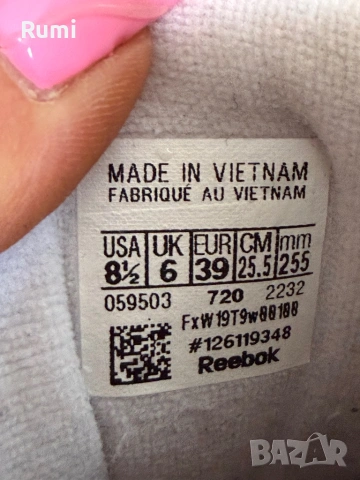 Rumi
MADE IN VIETNAM
FABRIQUÉ AU VIETNAM
USA UK EUR CM mm
8½ 6 39 25.5 255
059503 720 2232
FxW19T9w00100
#126119348
Reebok
BAZAR